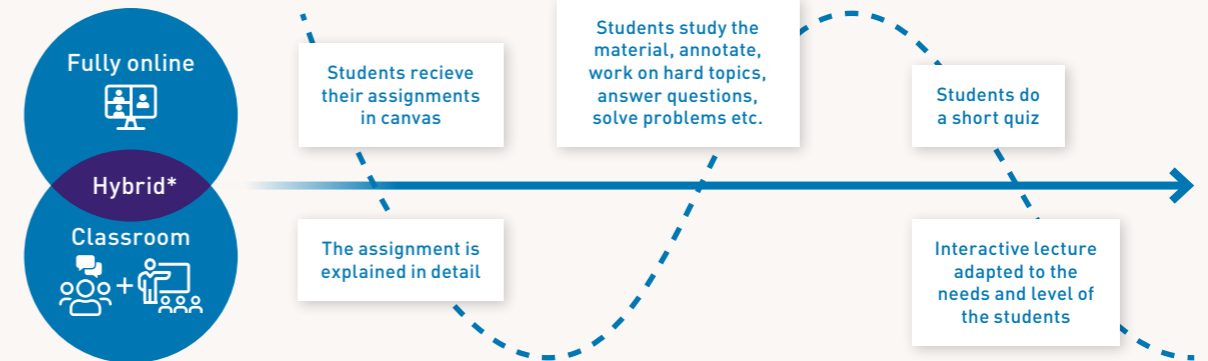 Fully online
Hybrid*
Classroom
+
Students recieve
their assignments
in canvas
The assignment is
explained in detail
Students study the
material, annotate,
work on hard topics,
answer questions,
solve problems etc.
Students do
a short quiz
Interactive lecture
adapted to the
needs and level of
the students